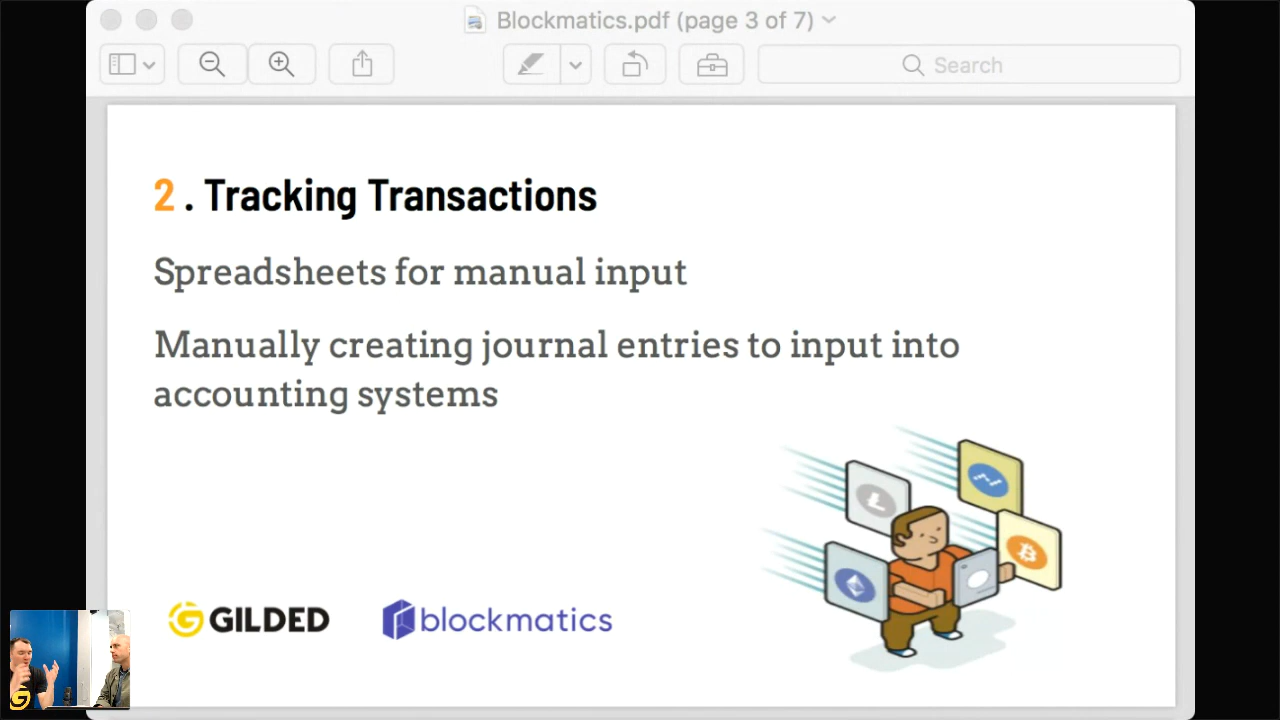 Blockmatics.pdf (page 3 of 7)
Search
2 . Tracking Transactions
Spreadsheets for manual input
Manually creating journal entries to input into
accounting systems
GILDED
blockmatics